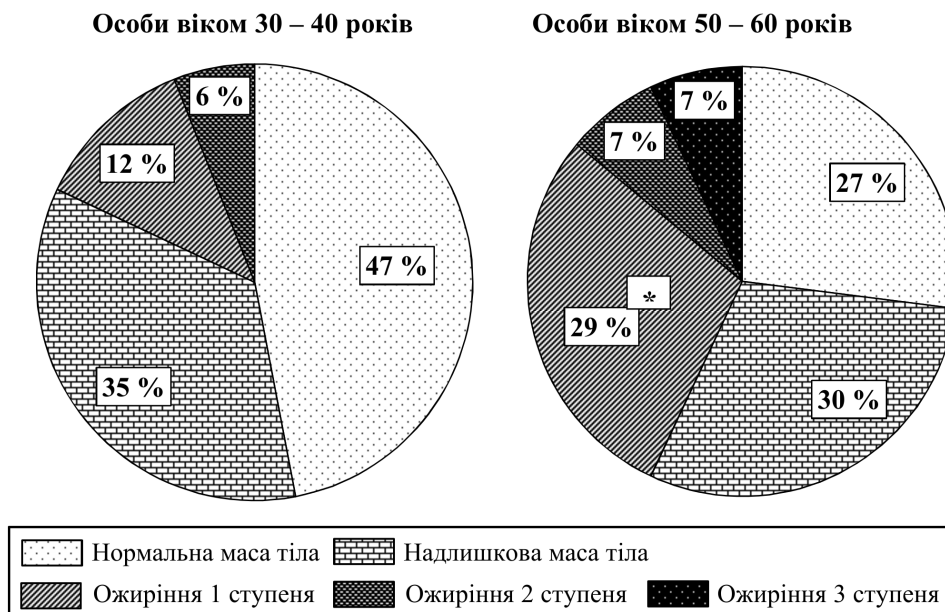 Особи віком 30 – 40 років
6 %
12 %
47 %
35 %
Особи віком 50 – 60 років
7 %
7 %
27 %
*
29 %
30 %
Нормальна маса тіла
Надлишкова маса тіла
Ожиріння 1 ступеня
Ожиріння 2 ступеня
Ожиріння 3 ступеня